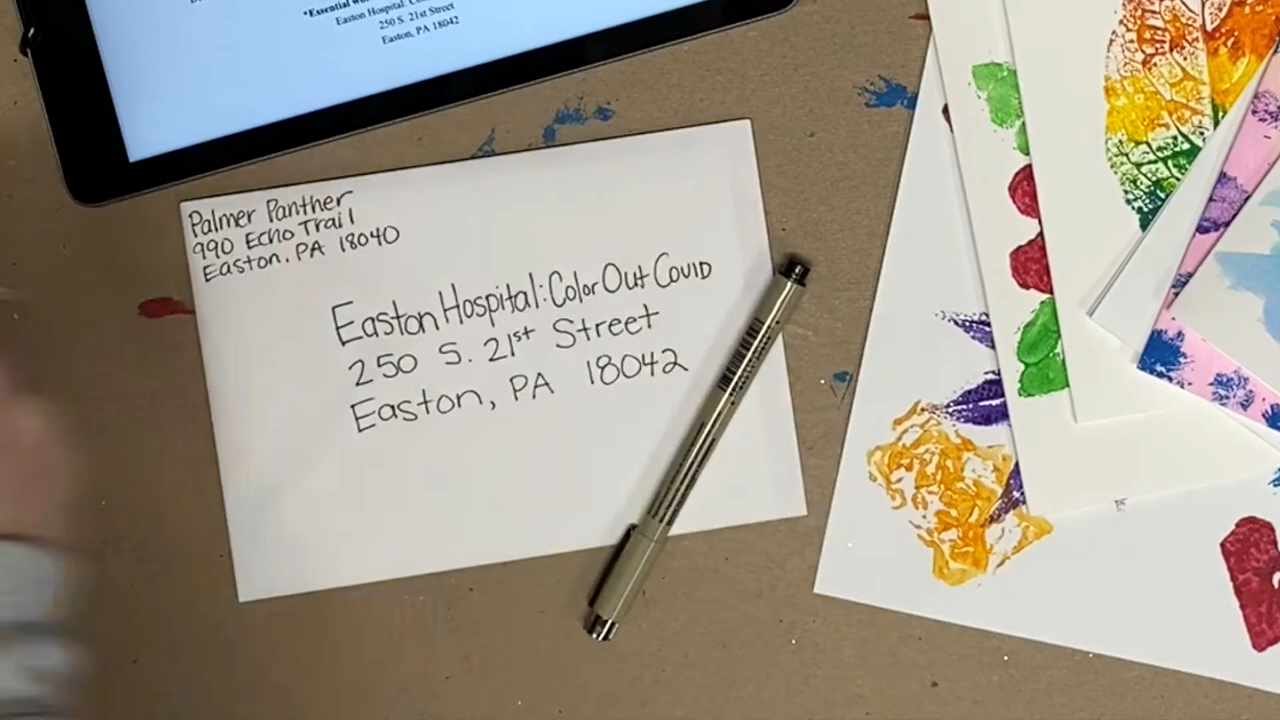 *Essential
Easton Hospital:
250 S. 21st Street
Easton, PA 18042
Palmer Panther
990 Echo Trail
Easton, PA 18040
Easton Hospital: Color Out Covid
250 S. 21st Street
Easton, PA 18042